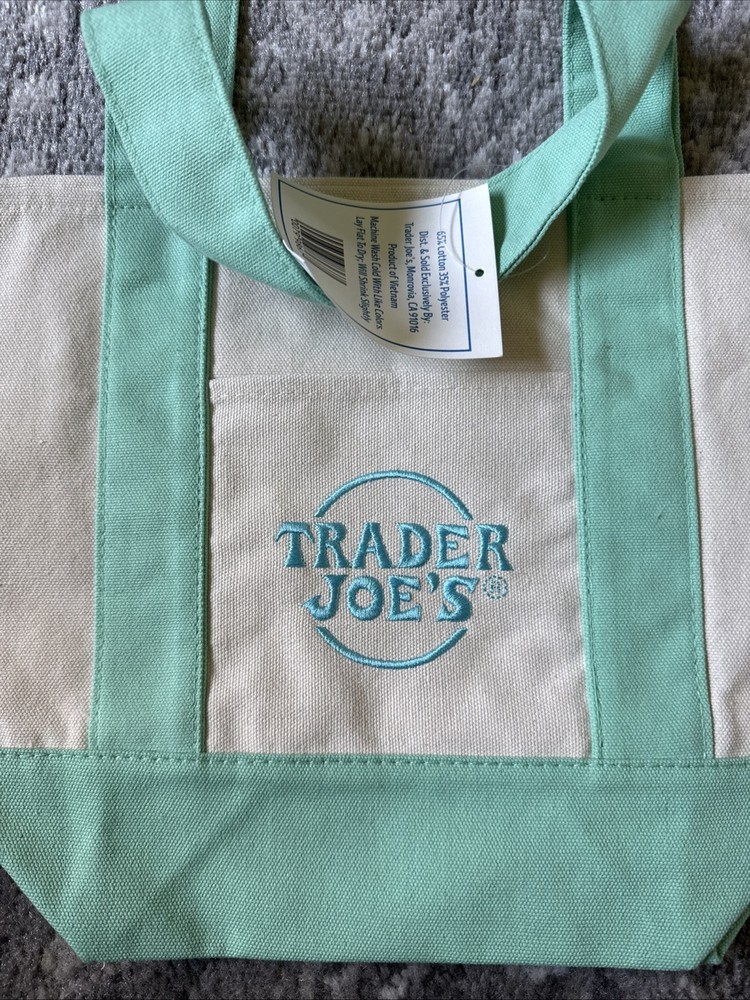 65% Lotton 35% Polyester
Dist. & Sold Exclusively By:
Trader Joe's, Monrovia, CA 91016
Product of Vietnam
Machine Wash Cold With Like Colors.
Lay Flat To Dry. Will Shrink Slightly.
TRADER
JOE'S®